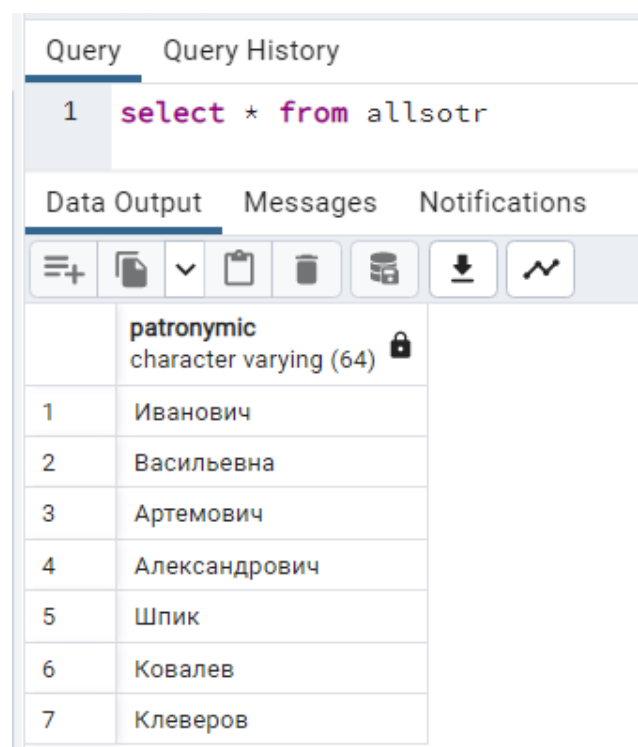 Query Query History
1 select * from allsotr
Data Output Messages Notifications
patronymic
character varying (64)
1 Иванович
2 Васильевна
3 Артемович
4 Александрович
5 Шпик
6 Ковалев
7 Клеверов